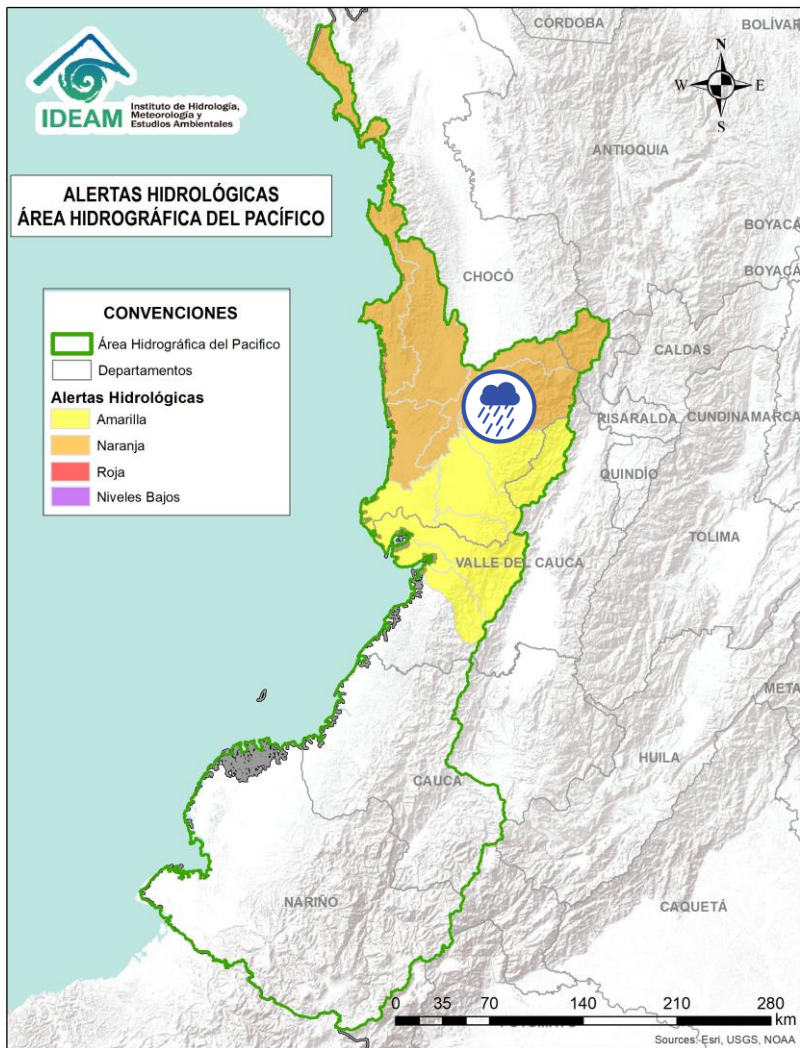 CÓRDOBA
BOLÍVAR
N
W
E
S
IDEAM Instituto de Hidrología,
Meteorología y
Estudios Ambientales
ANTIOQUIA
ALERTAS HIDROLÓGICAS
ÁREA HIDROGRÁFICA DEL PACÍFICO
BOYACÁ
BOYACÁ
CHOCÓ
CONVENCIONES
Área Hidrográfica del Pacifico
Departamentos
Alertas Hidrológicas
Amarilla
Naranja
Roja
Niveles Bajos
CALDAS
RISARALDA
CUNDINAMARCA
QUINDÍO
TOLIMA
VALLE DEL CAUCA
META
HUILA
CAUCA
NARIÑO
CAQUETÁ
0 35 70 140 210 280
km
Sources: Esri, USGS, NOAA